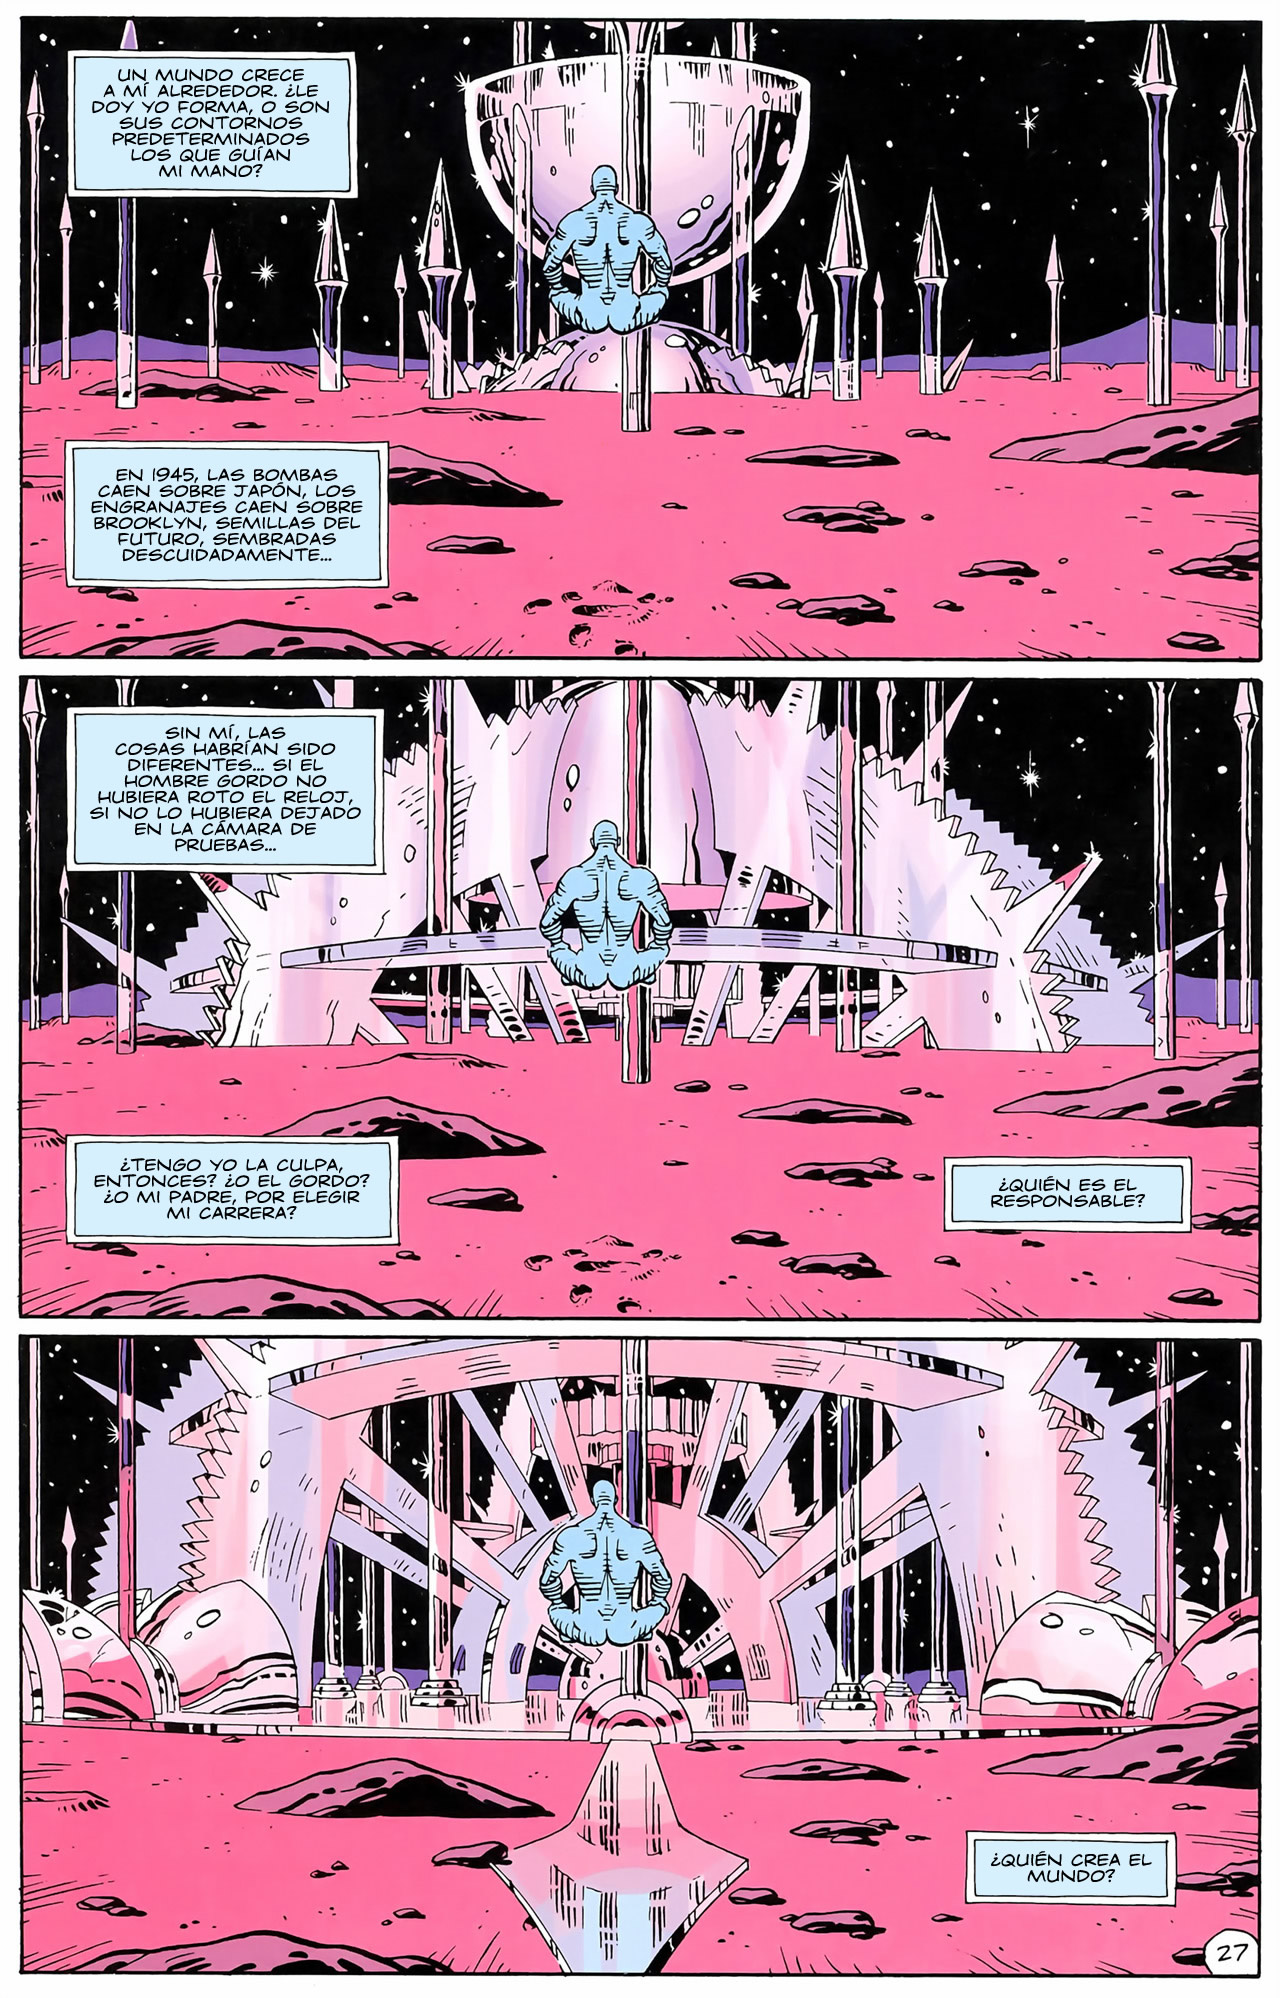 UN MUNDO CRECE
A MÍ ALREDEDOR. ¿LE
DOY YO FORMA, O SON
SUS CONTORNOS
PREDETERMINADOS
LOS QUE GUÍAN
MI MANO?
EN 1945, LAS BOMBAS
CAEN SOBRE JAPÓN, LOS
ENGRANAJES CAEN SOBRE
BROOKLYN, SEMILLAS DEL
FUTURO, SEMBRADAS
DESCUIDADAMENTE...
SIN MÍ, LAS
COSAS HABRÍAN SIDO
DIFERENTES... SI EL
HOMBRE GORDO NO
HUBIERA ROTO EL RELOJ,
SI NO LO HUBIERA DEJADO
EN LA CÁMARA DE
PRUEBAS...
¿TENGO YO LA CULPA,
ENTONCES? ¿O EL GORDO?
¿O MI PADRE, POR ELEGIR
MI CARRERA?
¿QUIÉN ES EL
RESPONSABLE?
¿QUIÉN CREA EL
MUNDO?
27